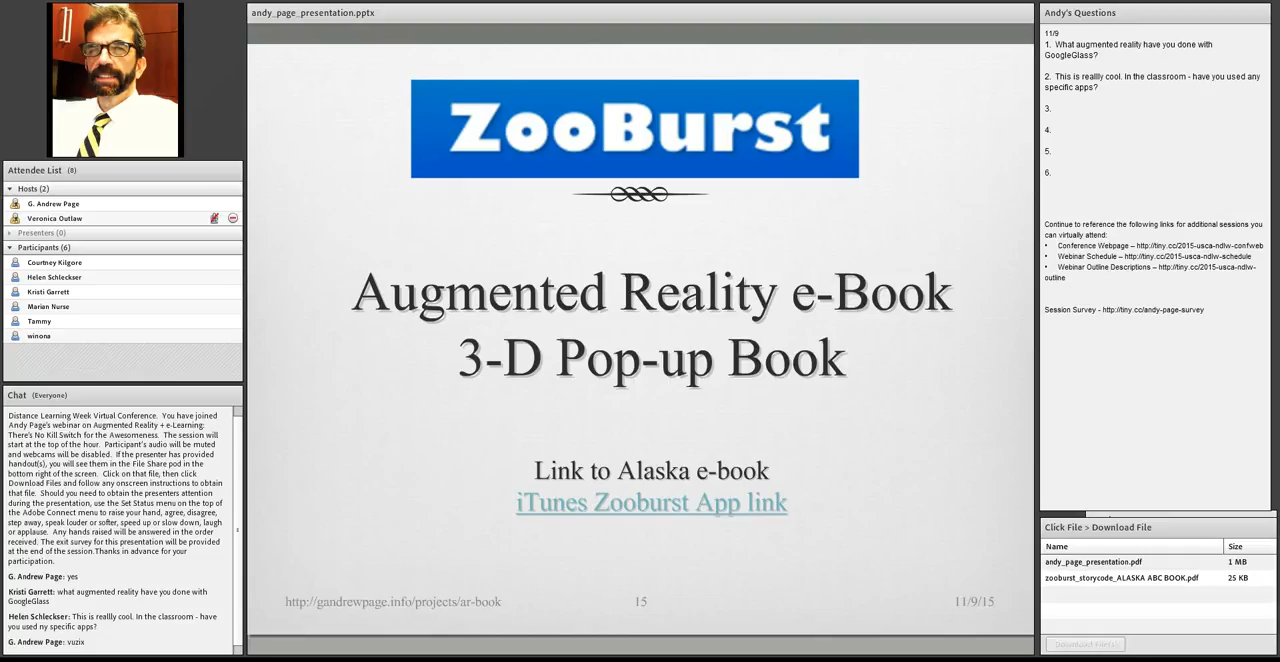 andy_page_presentation.pptx
ZooBurst
Augmented Reality e-Book
3-D Pop-up Book
Link to Alaska e-book
iTunes Zooburst App link
http://gandrewpage.info/projects/ar-book
15
11/9/15
Attendee List (8)
Hosts (2)
G. Andrew Page
Veronica Outlaw
Presenters (0)
Participants (6)
Courtney Kilgore
Helen Schleckser
Kristi Garrett
Marian Nurse
Tammy
winona
Chat (Everyone)
Distance Learning Week Virtual Conference. You have joined
Andy Page's webinar on Augmented Reality + e-Learning:
There's No Kill Switch for the Awesomeness. The session will
start at the top of the hour. Participant's audio will be muted
and webcams will be disabled. If the presenter has provided
handout(s), you will see them in the File Share pod in the
bottom right of the screen. Click on that file, then click
Download Files and follow any onscreen instructions to obtain
that file. Should you need to obtain the presenters attention
during the presentation, use the Set Status menu on the top of
the Adobe Connect menu to raise your hand, agree, disagree,
step away, speak louder or softer, speed up or slow down, laugh
or applause. Any hands raised will be answered in the order
received. The exit survey for this presentation will be provided
at the end of the session.Thanks in advance for your
participation.
G. Andrew Page: yes
Kristi Garrett: what augmented reality have you done with
GoogleGlass
Helen Schleckser: This is reallly cool. In the classroom - have
you used ny specific apps?
G. Andrew Page: vuzix
Andy's Questions
11/9
1. What augmented reality have you done with
GoogleGlass?
2. This is reallly cool. In the classroom - have you used any
specific apps?
3.
4.
5.
6.
Continue to reference the following links for additional sessions you
can virtually attend:
• Conference Webpage – http://tiny.cc/2015-usca-ndlw-confweb
• Webinar Schedule – http://tiny.cc/2015-usca-ndlw-schedule
• Webinar Outline Descriptions – http://tiny.cc/2015-usca-ndlw-
outline
Session Survey - http://tiny.cc/andy-page-survey
Click File > Download File
Name Size
andy_page_presentation.pdf 1 MB
zooburst_storycode_ALASKA ABC BOOK.pdf 25 KB
Download File(s)